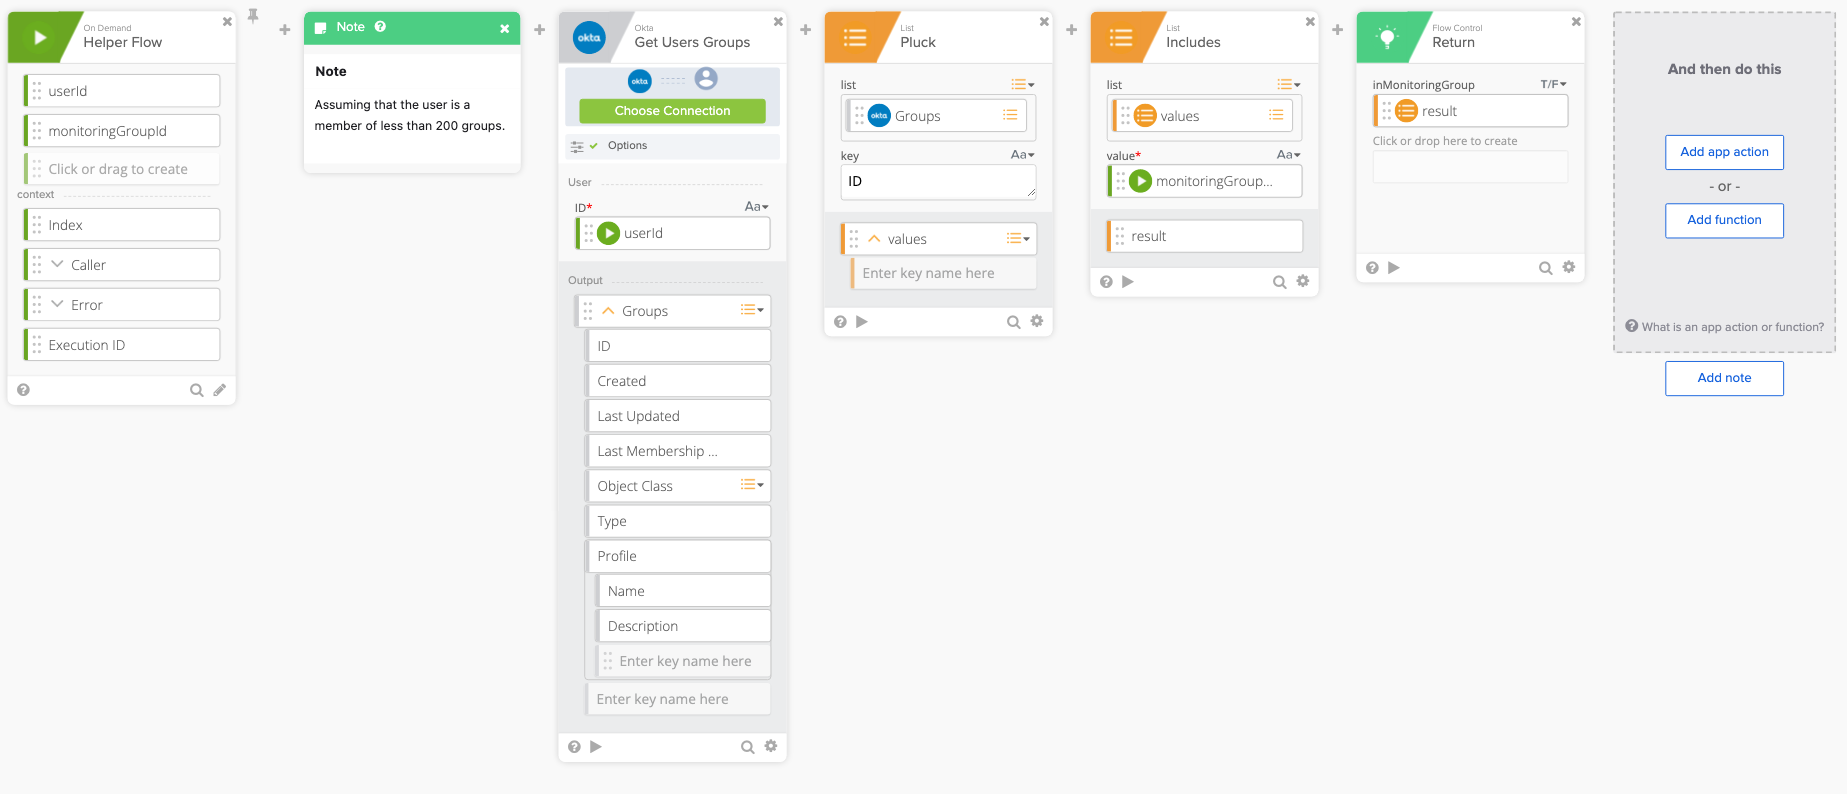 On Demand
Helper Flow
userId
monitoringGroupId
Click or drag to create
context
Index
Caller
Error
Execution ID
Note
Note
Assuming that the user is a
member of less than 200 groups.
okta
Okta
Get Users Groups
okta
Choose Connection
Options
User
ID*
Aa
userId
Output
Groups
ID
Created
Last Updated
Last Membership ...
Object Class
Type
Profile
Name
Description
Enter key name here
Enter key name here
List
Pluck
list
okta Groups
key
Aa
ID
values
Enter key name here
List
Includes
list
values
value*
Aa
monitoringGroup...
result
Flow Control
Return
inMonitoringGroup
T/F
result
Click or drop here to create
And then do this
Add app action
- or -
Add function
What is an app action or function?
Add note